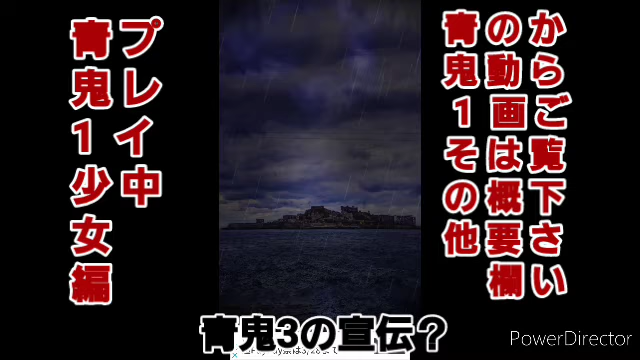 プレイ中
青鬼1少女編
からご覧下さい
の動画は概要欄
青鬼1その他
青鬼3の宣伝?
PowerDirector